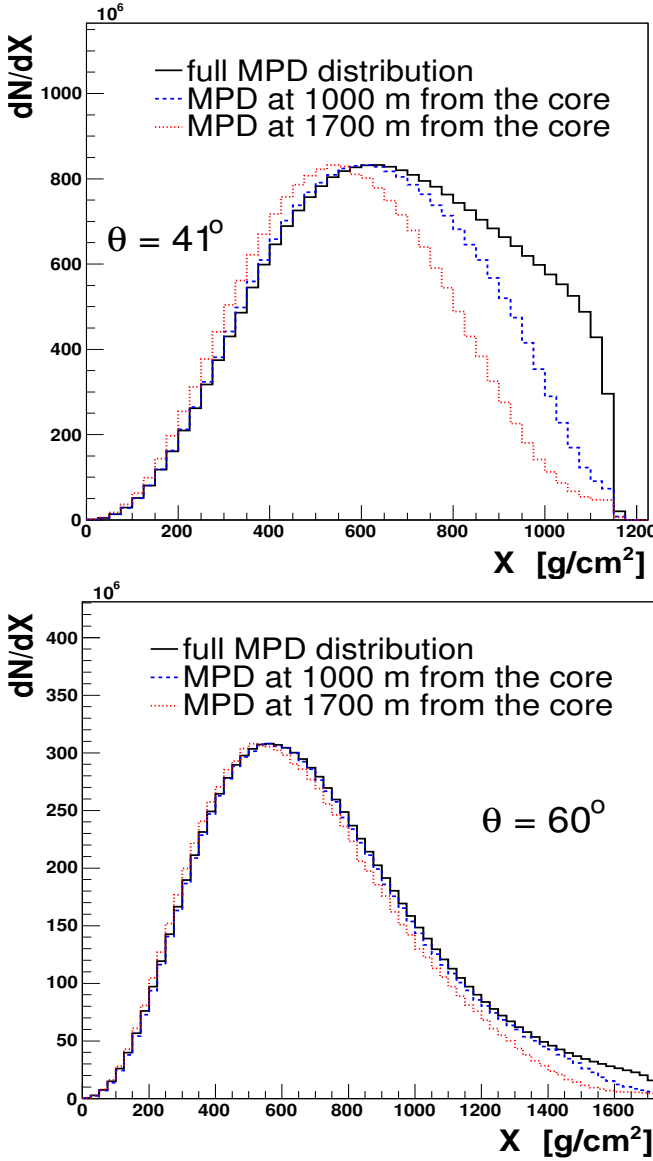 10⁶
dN/dX
full MPD distribution
MPD at 1000 m from the core
MPD at 1700 m from the core
θ = 41°
1000
800
600
400
200
0
0 200 400 600 800 1000 1200
X [g/cm²]
10⁶
dN/dX
full MPD distribution
MPD at 1000 m from the core
MPD at 1700 m from the core
θ = 60°
400
350
300
250
200
150
100
50
0
0 200 400 600 800 1000 1200 1400 1600
X [g/cm²]